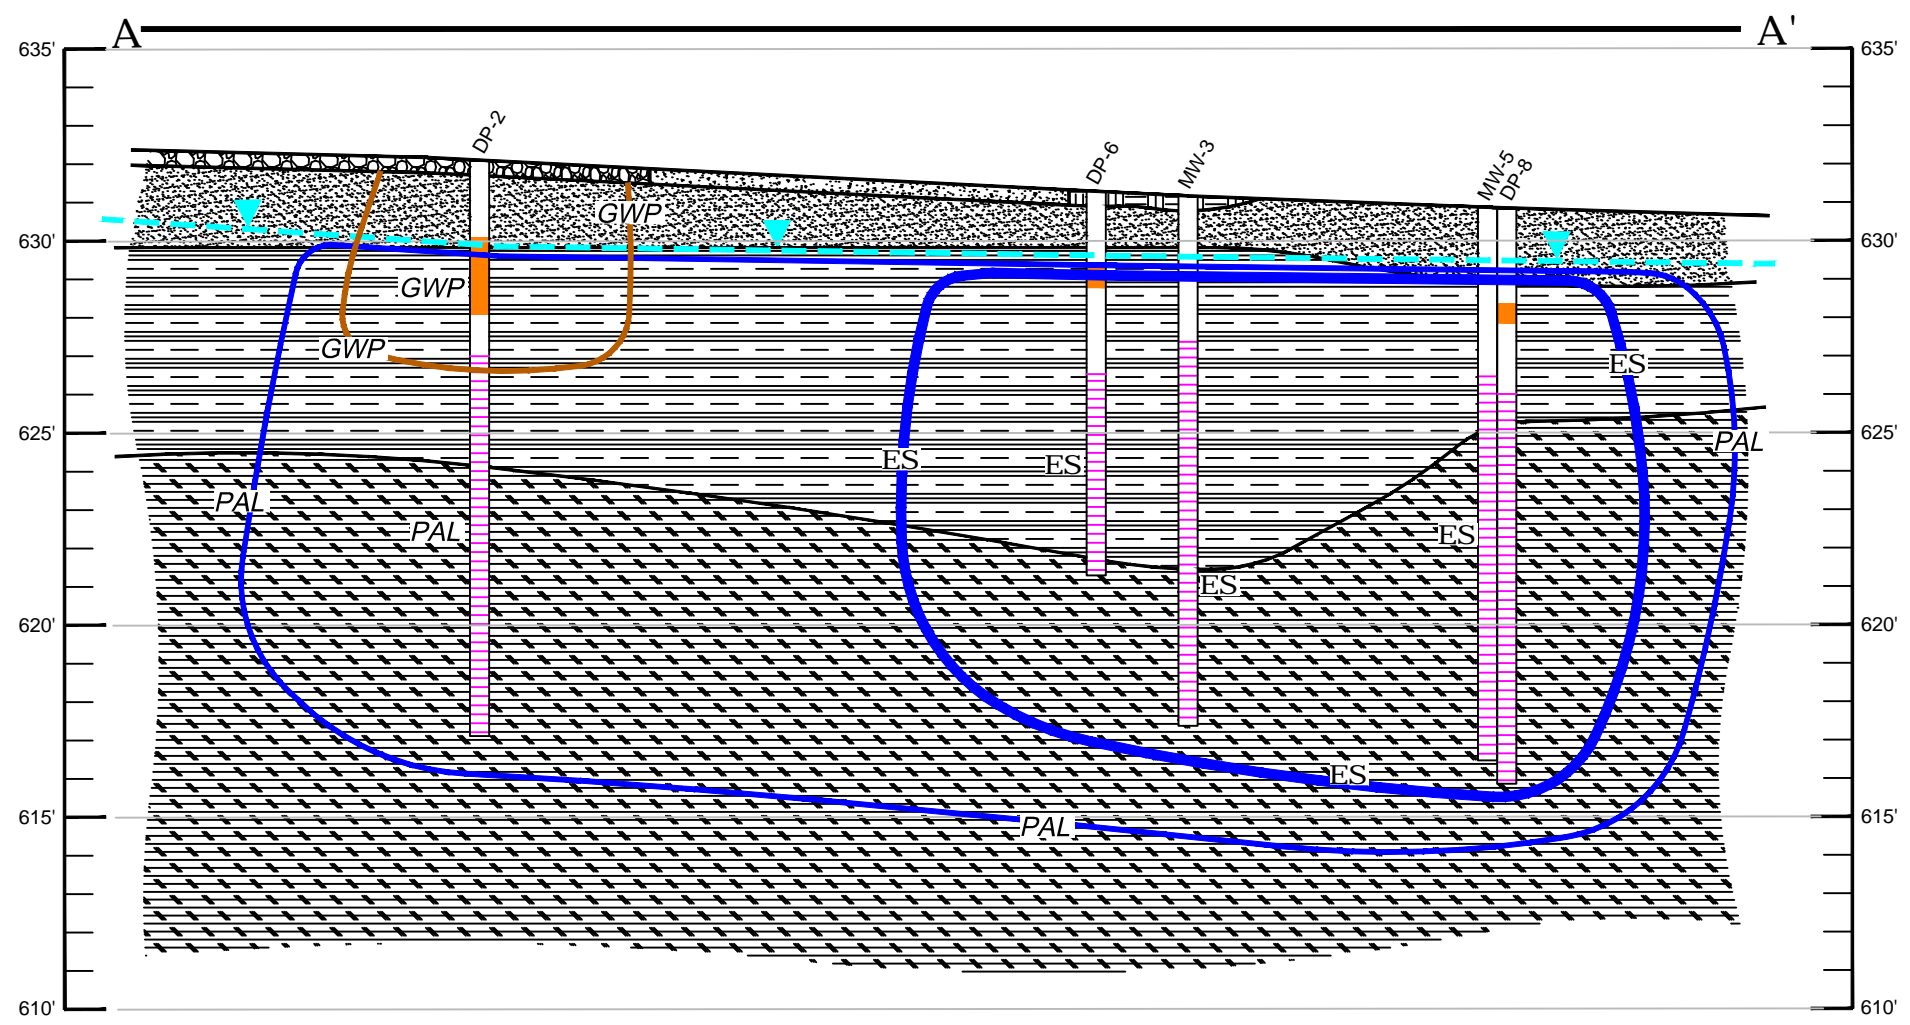 A A'
635' 635'
DP-2
DP-6
MW-3
MW-5
DP-8
GWP
630' 630'
GWP
GWP
ES
625' PAL 625'
ES ES
PAL
PAL ES
ES
620' 620'
ES
615' PAL 615'
610' 610'